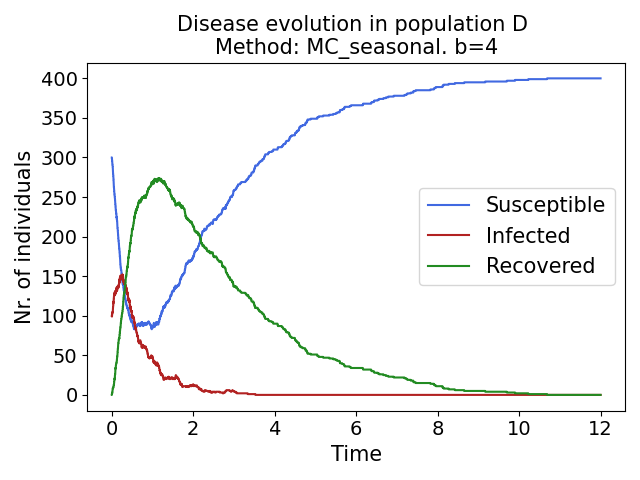 Disease evolution in population D
Method: MC_seasonal. b=4
Nr. of individuals
400
350
300
250
200
150
100
50
0
Susceptible
Infected
Recovered
0 2 4 6 8 10 12
Time